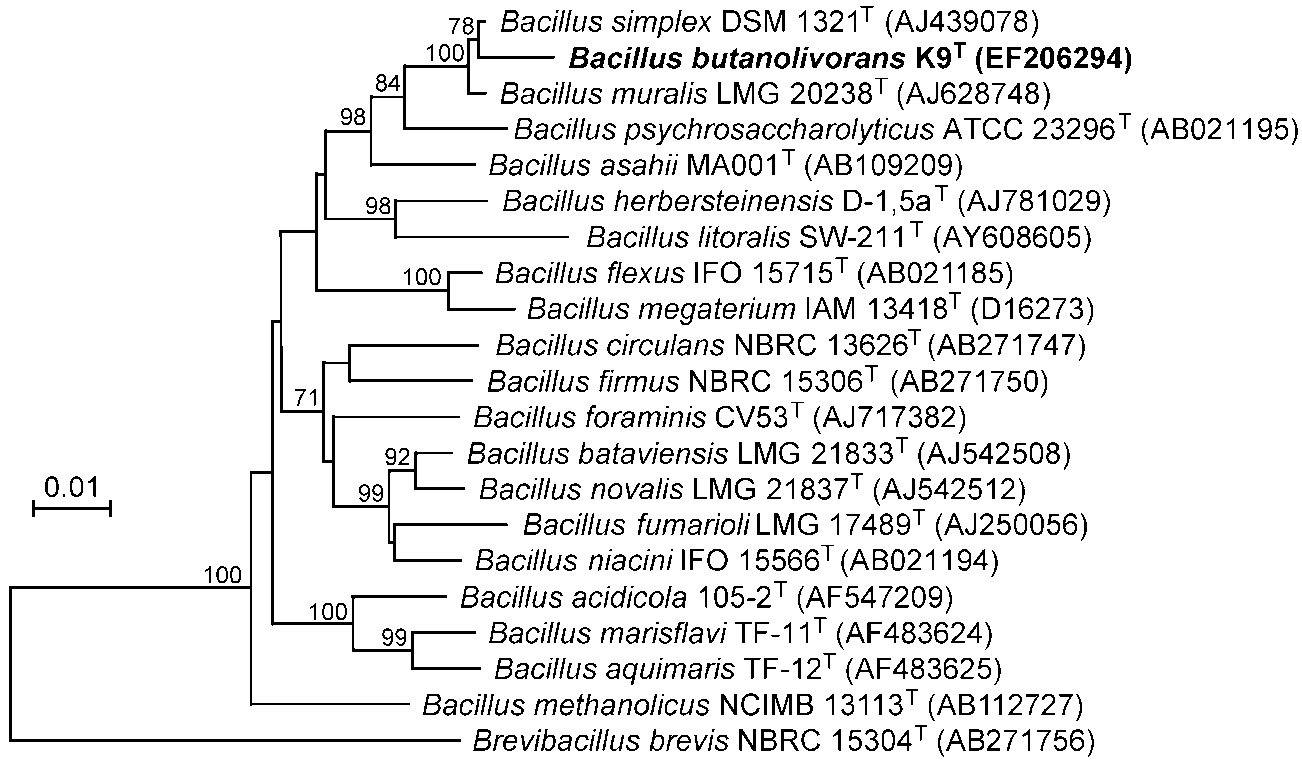 78
Bacillus simplex DSM 1321T (AJ439078)
100
Bacillus butanolivorans K9T (EF206294)
84
Bacillus muralis LMG 20238T (AJ628748)
98
Bacillus psychrosaccharolyticus ATCC 23296T (AB021195)
Bacillus asahii MA001T (AB109209)
98
Bacillus herbersteinensis D-1,5aT (AJ781029)
Bacillus litoralis SW-211T (AY608605)
100
Bacillus flexus IFO 15715T (AB021185)
Bacillus megaterium IAM 13418T (D16273)
Bacillus circulans NBRC 13626T (AB271747)
71
Bacillus firmus NBRC 15306T (AB271750)
Bacillus foraminis CV53T (AJ717382)
92
Bacillus bataviensis LMG 21833T (AJ542508)
0.01
99
Bacillus novalis LMG 21837T (AJ542512)
Bacillus fumarioli LMG 17489T (AJ250056)
Bacillus niacini IFO 15566T (AB021194)
100
100
Bacillus acidicola 105-2T (AF547209)
99
Bacillus marisflavi TF-11T (AF483624)
Bacillus aquimaris TF-12T (AF483625)
Bacillus methanolicus NCIMB 13113T (AB112727)
Brevibacillus brevis NBRC 15304T (AB271756)